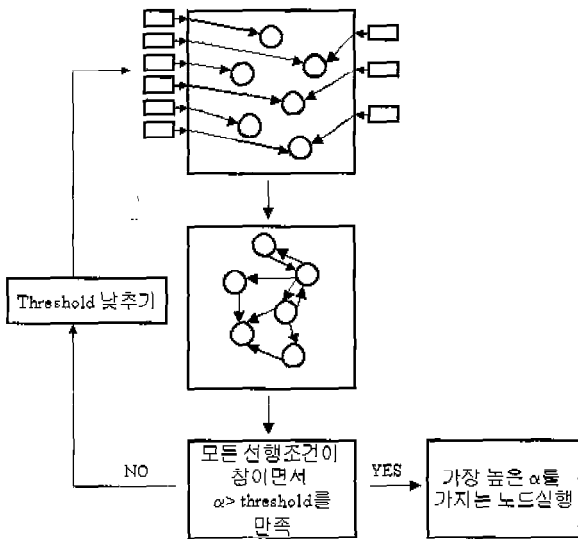 Threshold 낮추기
NO
모든 선행조건이
참이면서
α> threshold를
만족
YES
가장 높은 α를
가지는 노드실행